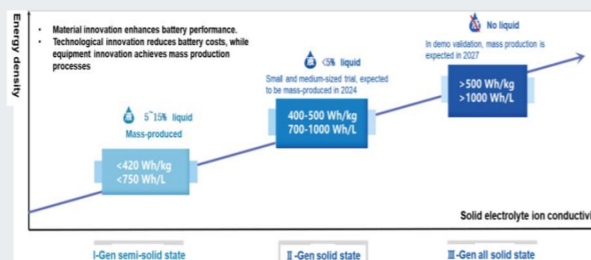 Energy density
• Material innovation enhances battery performance.
• Technological innovation reduces battery costs, while
equipment innovation achieves mass production
processes
5~15% liquid
Mass-produced
<420 Wh/kg
<750 Wh/L
<5% liquid
Small and medium-sized trial, expected
to be mass-produced in 2024
400-500 Wh/kg
700-1000 Wh/L
No liquid
In demo validation, mass production is
expected in 2027
>500 Wh/kg
>1000 Wh/L
Solid electrolyte ion conductivi
I-Gen semi-solid state
II-Gen solid state
III-Gen all solid state